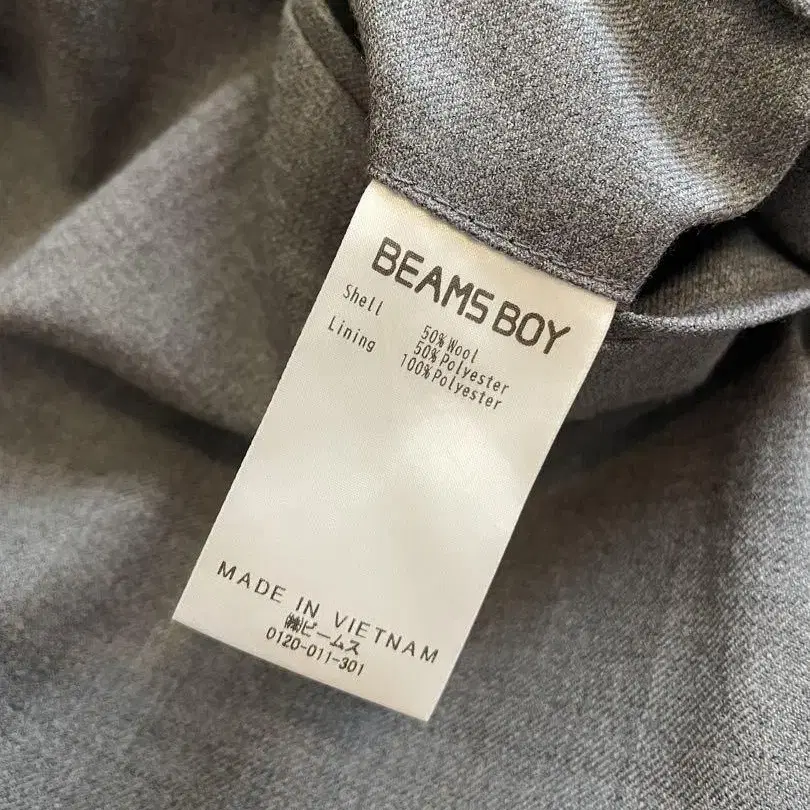 BEAMS BOY
Shell 50%Wool
50%Polyester
Lining 100%Polyester
MADE IN VIETNAM
㈱ビームス
0120-011-301